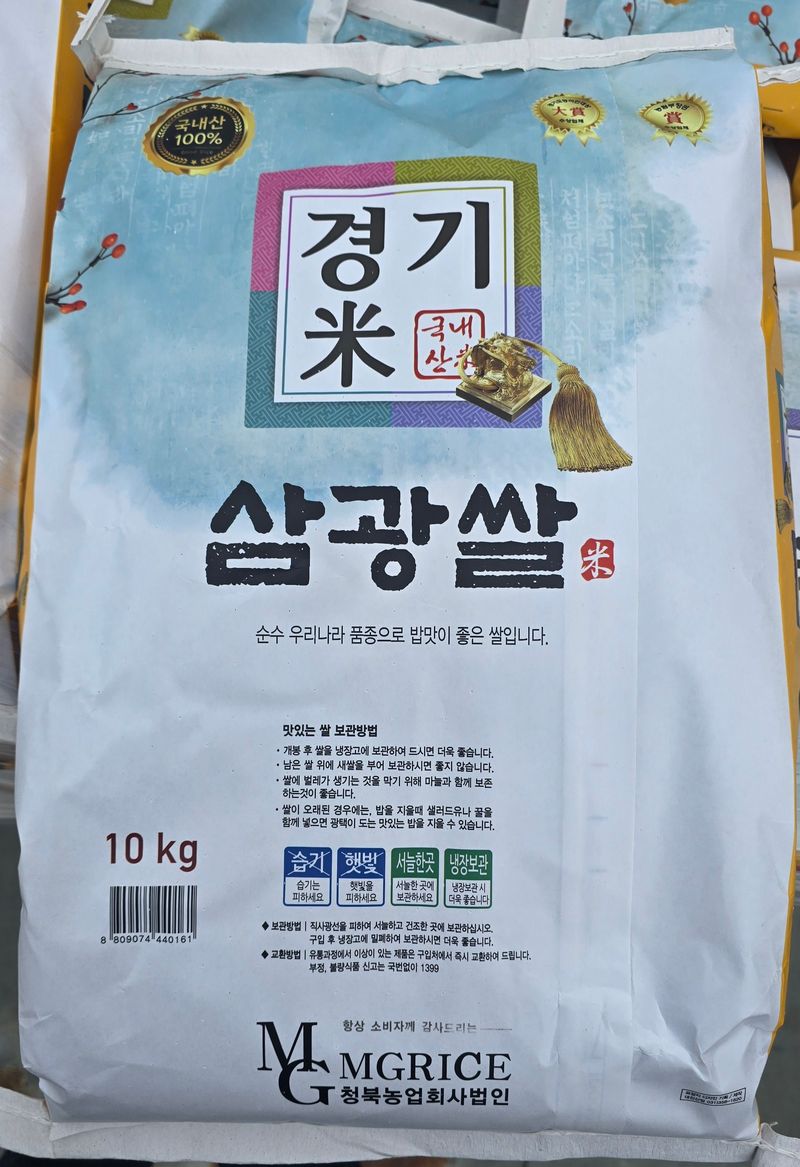 국내산
100%
大賞
수상업체
賞
수상업체
경기
米
국내
산米
삼광쌀
米
순수 우리나라 품종으로 밥맛이 좋은 쌀입니다.
맛있는 쌀 보관방법
· 개봉 후 쌀을 냉장고에 보관하여 드시면 더욱 좋습니다.
· 남은 쌀 위에 새쌀을 부어 보관하시면 좋지 않습니다.
· 쌀에 벌레가 생기는 것을 막기 위해 마늘과 함께 보존
하는것이 좋습니다.
· 쌀이 오래된 경우에는, 밥을 지을때 샐러드유나 꿀을
함께 넣으면 광택이 도는 맛있는 밥을 지을 수 있습니다.
10 kg
습기 햇빛 서늘한곳 냉장보관
습기는 햇빛을 서늘한 곳에 냉장보관 시
피하세요 피하세요 보관하세요 더욱 좋습니다
8 809074 440161
◆ 보관방법 | 직사광선을 피하여 서늘하고 건조한 곳에 보관하십시오.
구입 후 냉장고에 밀폐하여 보관하시면 더욱 좋습니다.
◆ 교환방법 | 유통과정에서 이상이 있는 제품은 구입처에서 즉시 교환하여 드립니다.
부정, 불량식품 신고는 국번없이 1399
항상 소비자께 감사드리는
MG MGRICE
청북농업회사법인